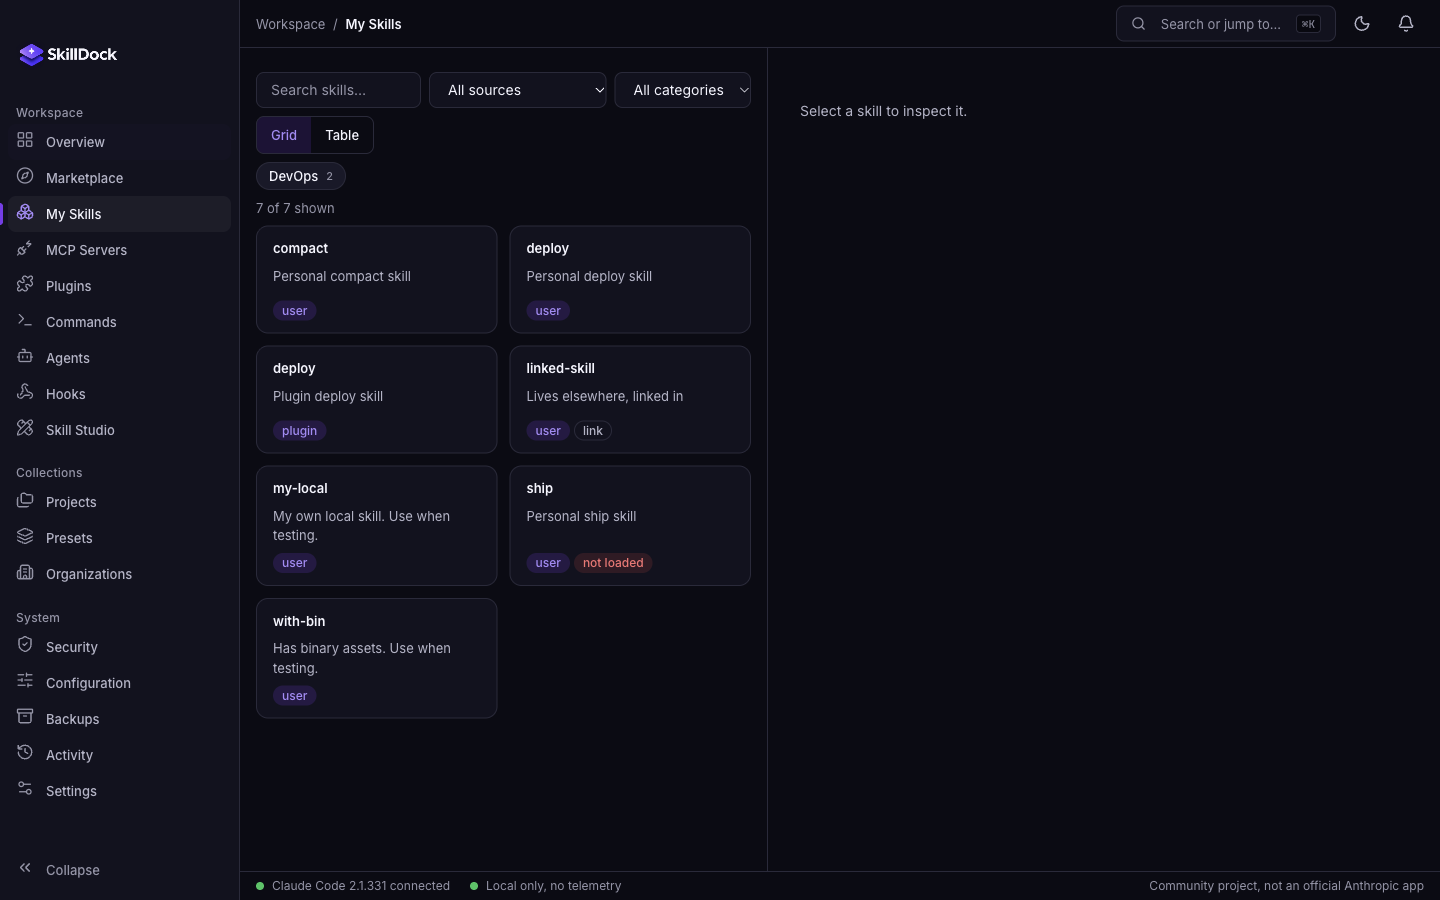 SkillDock
Workspace
Overview
Marketplace
My Skills
MCP Servers
Plugins
Commands
Agents
Hooks
Skill Studio
Collections
Projects
Presets
Organizations
System
Security
Configuration
Backups
Activity
Settings
Collapse
Workspace / My Skills
Search or jump to... ⌘K
Search skills... All sources All categories
Grid Table
DevOps 2
7 of 7 shown
compact
Personal compact skill
user
deploy
Personal deploy skill
user
deploy
Plugin deploy skill
plugin
linked-skill
Lives elsewhere, linked in
user link
my-local
My own local skill. Use when
testing.
user
ship
Personal ship skill
user not loaded
with-bin
Has binary assets. Use when
testing.
user
Select a skill to inspect it.
Claude Code 2.1.331 connected Local only, no telemetry
Community project, not an official Anthropic app